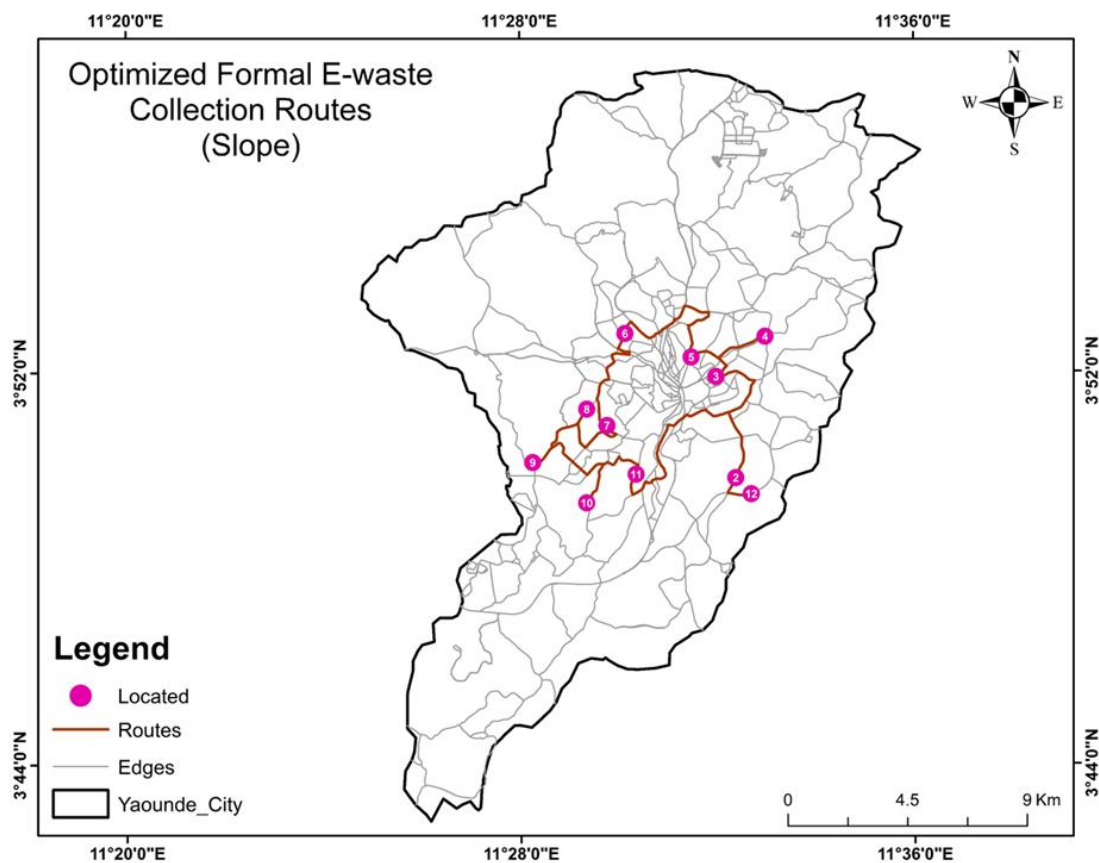 11°20'0"E
11°28'0"E
11°36'0"E
Optimized Formal E-waste
Collection Routes
(Slope)
N
W
E
S
3°52'0"N
3°52'0"N
6
4
5
3
8
7
9
11
2
12
10
Legend
Located
Routes
Edges
Yaounde_City
3°44'0"N
3°44'0"N
0
4.5
9 Km
11°20'0"E
11°28'0"E
11°36'0"E